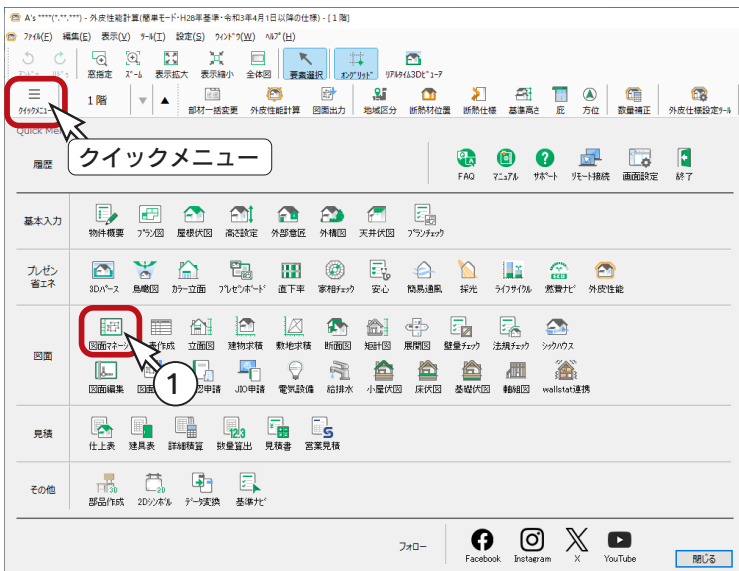 A's ****(*.**.***) - 外皮性能計算(簡単モード・H28年基準・令和3年4月1日以降の仕様) - [1 階]
ファイル(F) 編集(E) 表示(V) ツール(T) 設定(S) ウィンドウ(W) ヘルプ(H)
窓指定 ズーム 表示拡大 表示縮小 全体図 要素選択 オングリッド リアルタイム3Dビューア
クイックメニュー 1 階 ▼ ▲ 部材一括変更 外皮性能計算 図面出力 地域区分 断熱材位置 断熱仕様 基準高さ 庇 方位 数量補正 外皮仕様設定ツール
Quick Men
クイックメニュー
履歴 FAQ マニュアル サポート リモート接続 画面設定 終了
基本入力 物件概要 プラン図 屋根伏図 高さ設定 外部意匠 外構図 天井伏図 プランチェック
プレゼン
省エネ
3Dパース 鳥瞰図 カラー立面 プレゼンボード 直下率 家相チェック 安心 簡易通風 採光 ライフサイクル 燃費ナビ 外皮性能
図面
図面マネージ 表作成 立面図 建物求積 敷地求積 断面図 矩計図 展開図 壁量チェック 法規チェック シックハウス
図面編集 図面 認申請 JIO申請 電気設備 給排水 小屋伏図 床伏図 基礎伏図 軸組図 wallstat連携
1
見積 仕上表 建具表 詳細積算 数量算出 見積書 営業見積
その他 部品作成 2Dシンボル データ変換 基準ナビ
フォロー Facebook Instagram X YouTube
閉じる